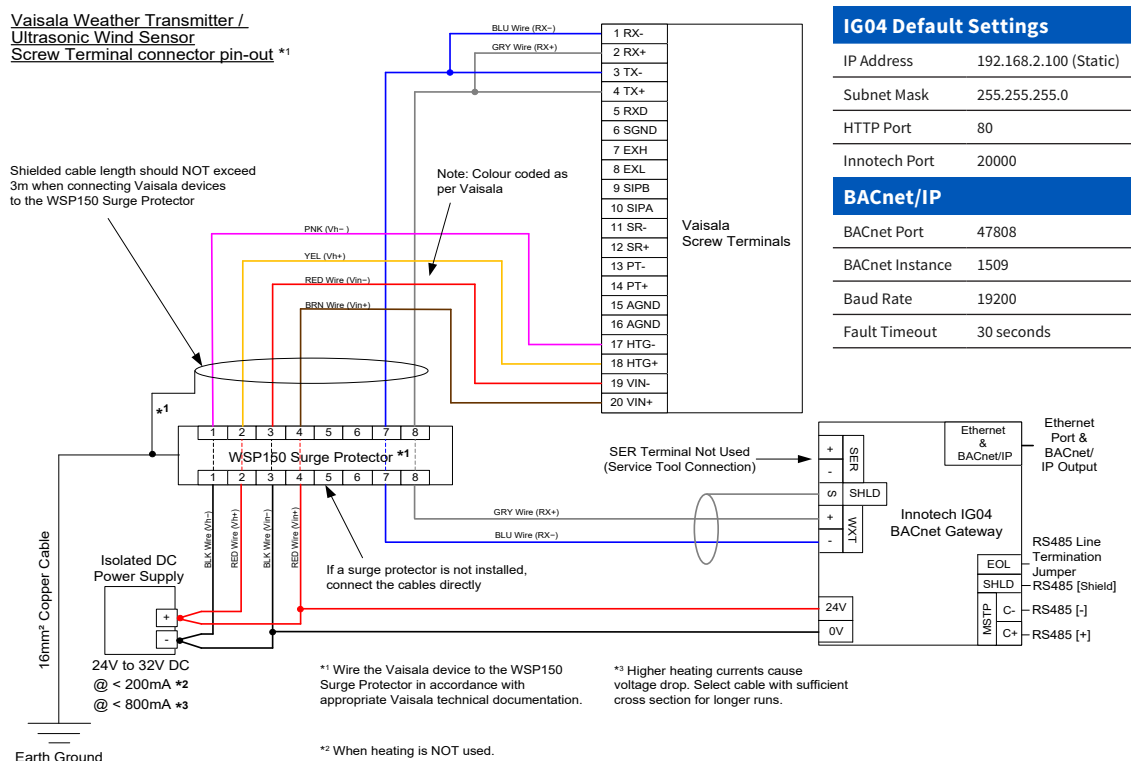 Vaisala Weather Transmitter /
Ultrasonic Wind Sensor
Screw Terminal connector pin-out *1
Shielded cable length should NOT exceed
3m when connecting Vaisala devices
to the WSP150 Surge Protector
BLU Wire (RX−)
GRY Wire (RX+)
Note: Colour coded as
per Vaisala
PNK (Vh− )
YEL (Vh+)
RED Wire (Vin−)
BRN Wire (Vin+)
1 RX-
2 RX+
3 TX-
4 TX+
5 RXD
6 SGND
7 EXH
8 EXL
9 SIPB
10 SIPA
11 SR-
12 SR+
13 PT-
14 PT+
15 AGND
16 AGND
17 HTG-
18 HTG+
19 VIN-
20 VIN+
Vaisala
Screw Terminals
IG04 Default Settings
IP Address 192.168.2.100 (Static)
Subnet Mask 255.255.255.0
HTTP Port 80
Innotech Port 20000
BACnet/IP
BACnet Port 47808
BACnet Instance 1509
Baud Rate 19200
Fault Timeout 30 seconds
*1
1 2 3 4 5 6 7 8
WSP150 Surge Protector *1
1 2 3 4 5 6 7 8
BLK Wire (Vh−)
RED Wire (Vh+)
BLK Wire (Vin−)
RED Wire (Vin+)
If a surge protector is not installed,
connect the cables directly
GRY Wire (RX+)
BLU Wire (RX−)
SER Terminal Not Used
(Service Tool Connection)
+
-
SER
S SHLD
+
-
WXT
Ethernet
&
BACnet/IP
Ethernet
Port &
BACnet/
IP Output
Innotech IG04
BACnet Gateway
24V
0V
EOL
SHLD
MSTP
C-
C+
RS485 Line
Termination
Jumper
RS485 [Shield]
RS485 [-]
RS485 [+]
16mm² Copper Cable
Isolated DC
Power Supply
+
-
24V to 32V DC
@ < 200mA *2
@ < 800mA *3
Earth Ground
*1 Wire the Vaisala device to the WSP150
Surge Protector in accordance with
appropriate Vaisala technical documentation.
*2 When heating is NOT used.
*3 Higher heating currents cause
voltage drop. Select cable with sufficient
cross section for longer runs.